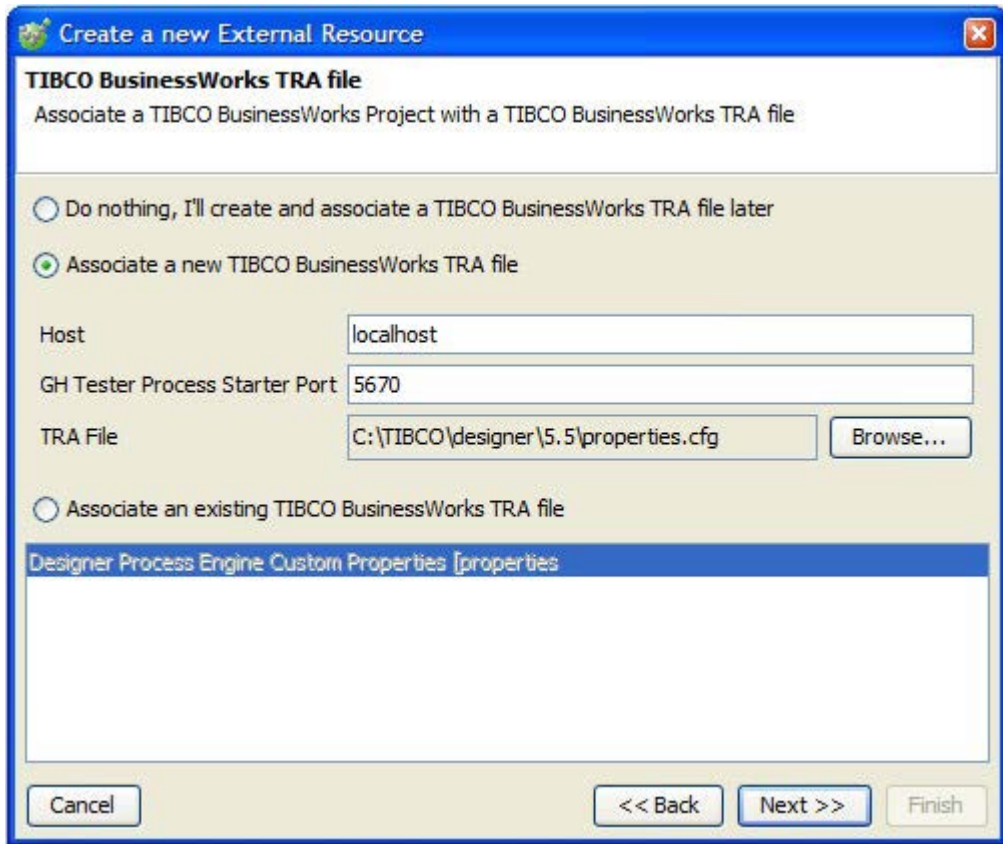 Create a new External Resource
TIBCO BusinessWorks TRA file
Associate a TIBCO BusinessWorks Project with a TIBCO BusinessWorks TRA file
Do nothing, I'll create and associate a TIBCO BusinessWorks TRA file later
Associate a new TIBCO BusinessWorks TRA file
Host localhost
GH Tester Process Starter Port 5670
TRA File C:\TIBCO\designer\5.5\properties.cfg Browse...
Associate an existing TIBCO BusinessWorks TRA file
Designer Process Engine Custom Properties [properties
Cancel << Back Next >> Finish